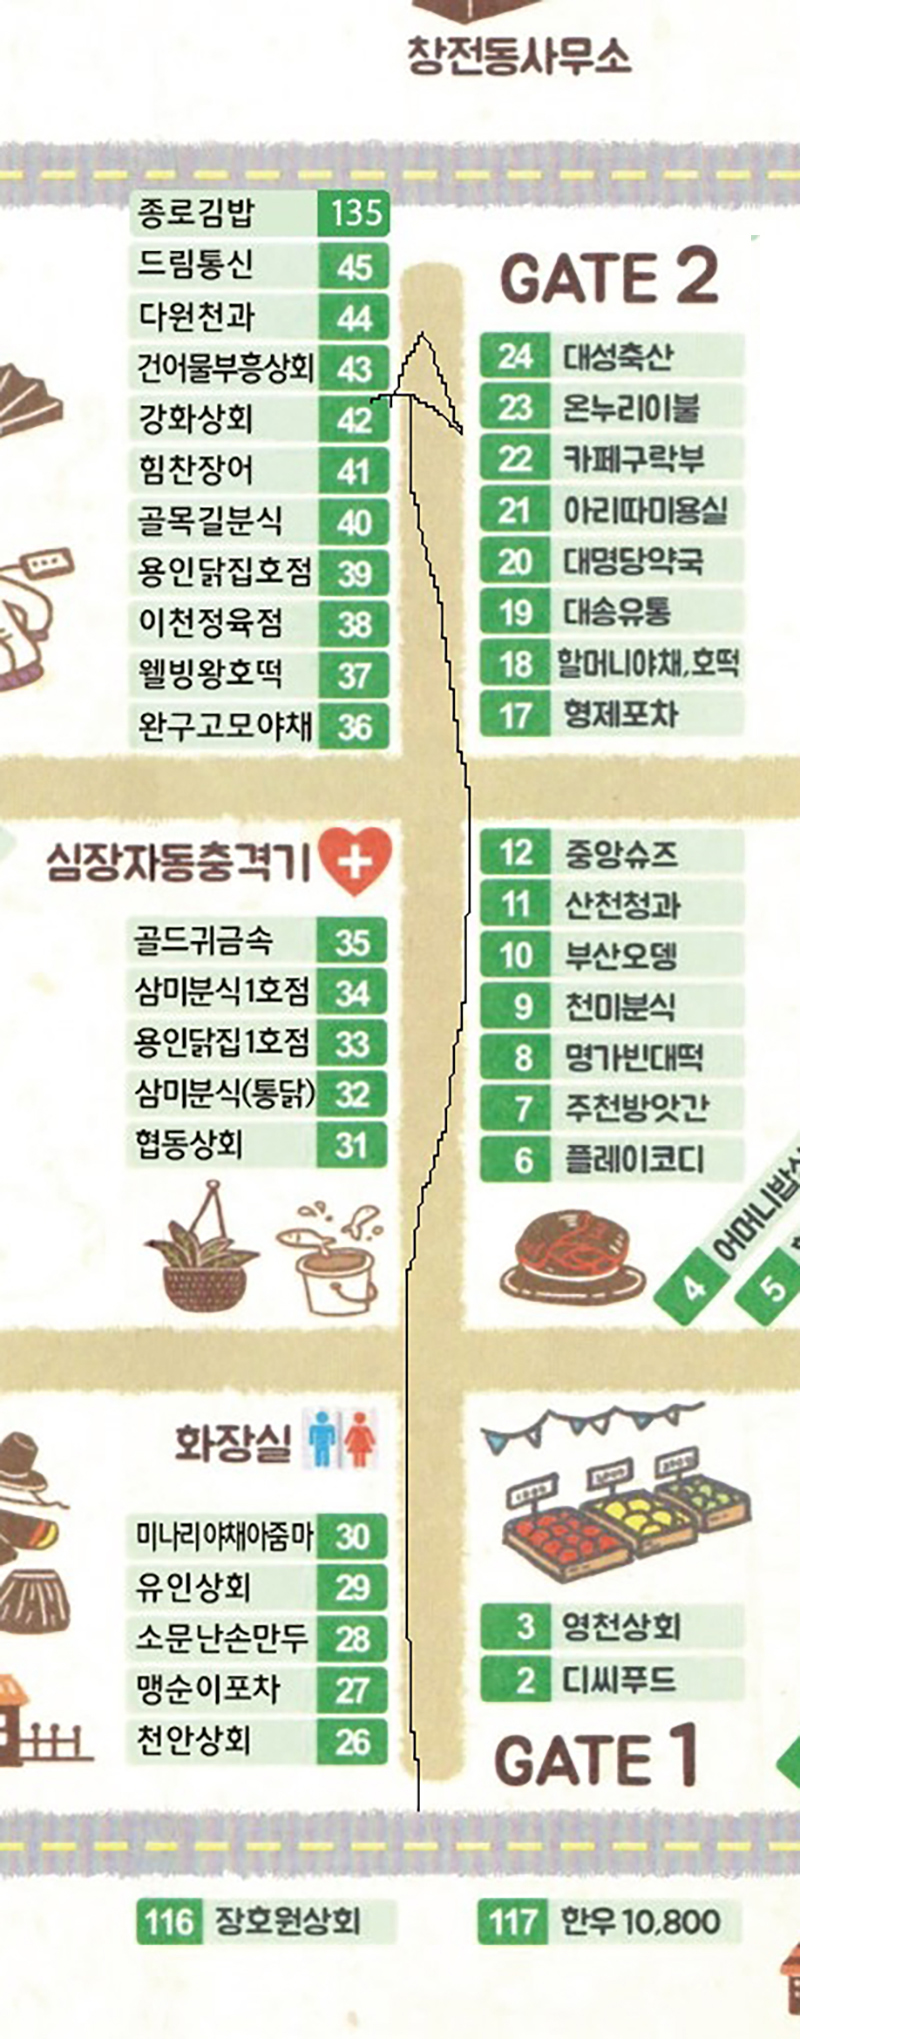 창전동사무소
종로김밥 135
드림통신 45
다원천과 44
건어물부흥상회 43
강화상회 42
힘찬장어 41
골목길분식 40
용인닭집호점 39
이천정육점 38
웰빙왕호떡 37
완구고모야채 36
GATE 2
24 대성축산
23 온누리이불
22 카페구락부
21 아리따미용실
20 대명당약국
19 대송유통
18 할머니야채,호떡
17 형제포차
심장자동충격기
골드귀금속 35
삼미분식1호점 34
용인닭집1호점 33
삼미분식(통닭) 32
협동상회 31
12 중앙슈즈
11 산천청과
10 부산오뎅
9 천미분식
8 명가빈대떡
7 주천방앗간
6 플레이코디
4 어머니밥
5
화장실
미나리야채아줌마 30
유인상회 29
소문난손만두 28
맹순이포차 27
천안상회 26
3 영천상회
2 디씨푸드
GATE 1
116 장호원상회
117 한우 10,800